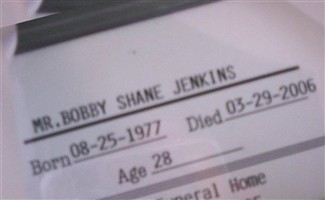 MR.BOBBY SHANE JENKINS
Born 08-25-1977 Died 03-29-2006
Age 28
Funeral Home